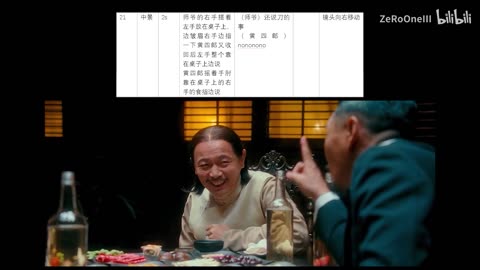 ZeRoOneIII bilibili
21 中景 2s 师爷的右手摆着 (师爷)还说刀的 镜头向右移动
左手放在桌子上, 事
边皱眉右手边指 (黄四郎)
一下黄四郎又收 nononono
回后左手整个靠
在桌子上边说
黄四郎摇着手肘
靠在桌子上的右
手的食指边说